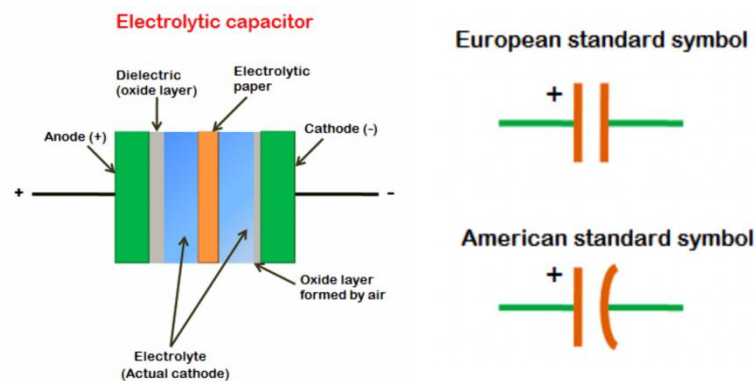 Electrolytic capacitor
Dielectric
(oxide layer)
Electrolytic
paper
Anode (+)
Cathode (-)
+
-
Oxide layer
formed by air
Electrolyte
(Actual cathode)
European standard symbol
+
American standard symbol
+